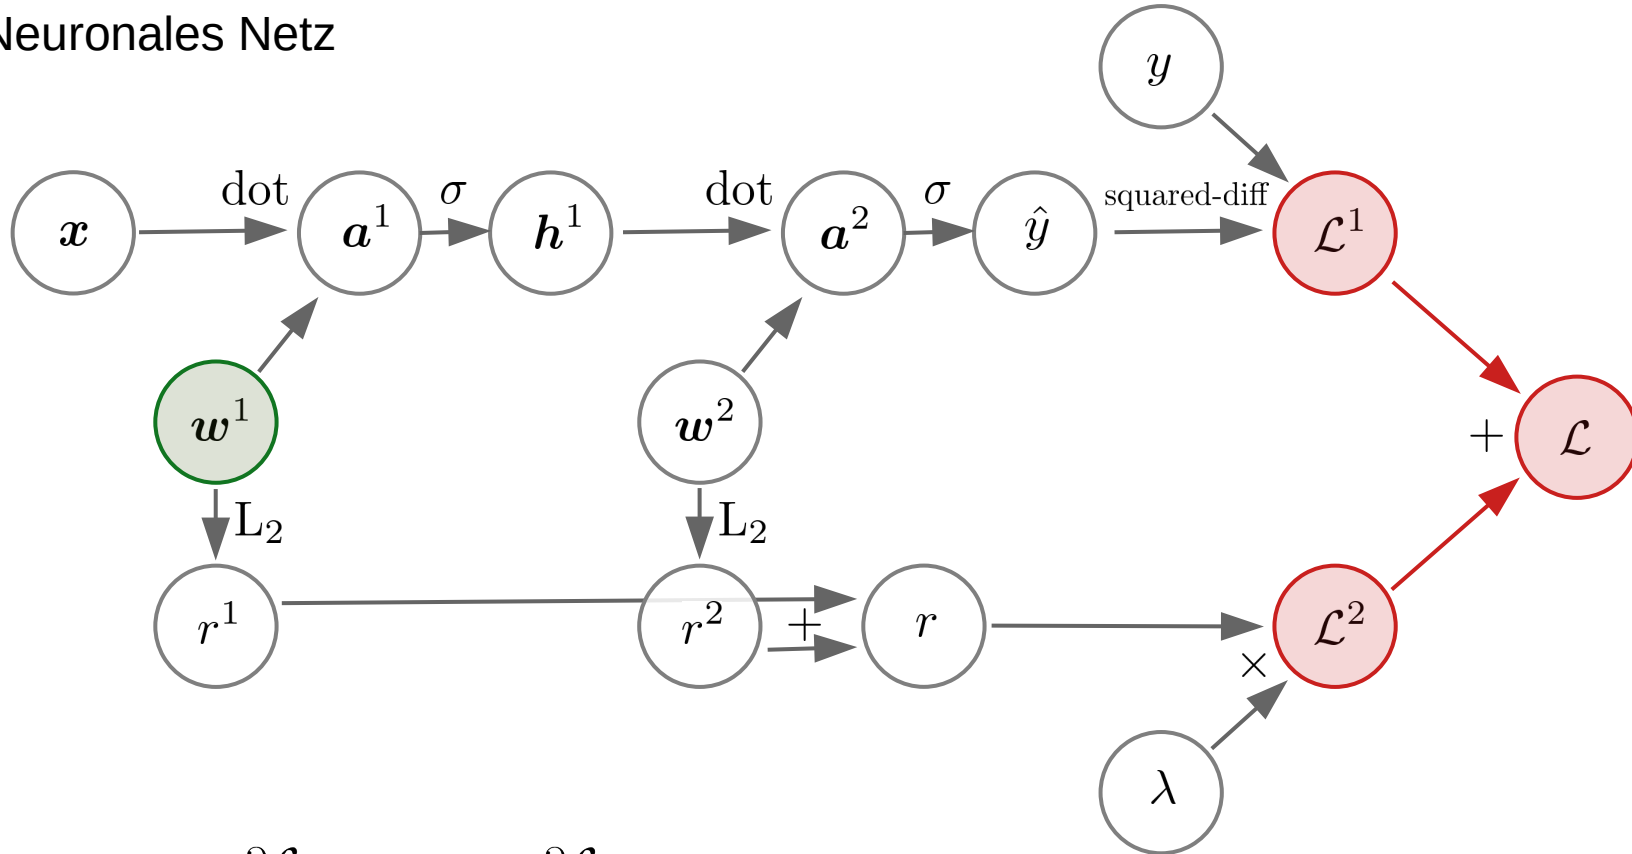 Neuronales Netz
y
dot σ dot σ squared-diff
x a¹ h¹ a² ŷ ℒ¹
w¹ w² + ℒ
L₂ L₂
r¹ r² + r ℒ²
×
λ